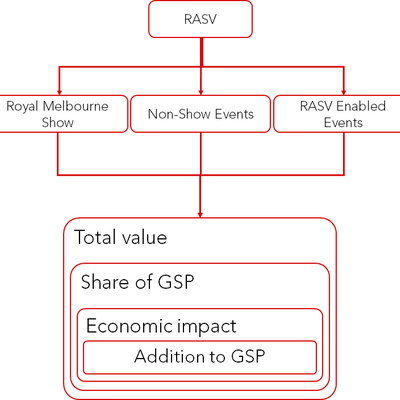 RASV
Royal Melbourne
Show
Non-Show Events
RASV Enabled
Events
Total value
Share of GSP
Economic impact
Addition to GSP